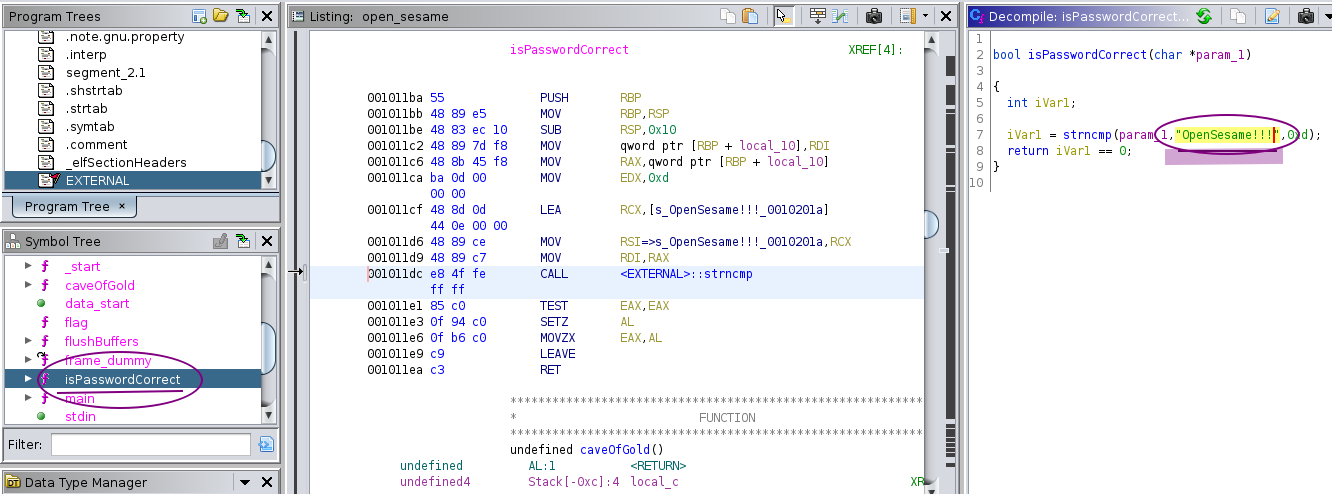 Program Trees
.note.gnu.property
.interp
segment_2.1
.shstrtab
.strtab
.symtab
.comment
_elfSectionHeaders
EXTERNAL
Program Tree ×
Symbol Tree
_start
caveOfGold
data_start
flag
flushBuffers
frame_dummy
isPasswordCorrect
main
stdin
Filter:
Data Type Manager
Listing: open_sesame
isPasswordCorrect XREF[4]:
001011ba 55 PUSH RBP
001011bb 48 89 e5 MOV RBP,RSP
001011be 48 83 ec 10 SUB RSP,0x10
001011c2 48 89 7d f8 MOV qword ptr [RBP + local_10],RDI
001011c6 48 8b 45 f8 MOV RAX,qword ptr [RBP + local_10]
001011ca ba 0d 00 MOV EDX,0xd
00 00
001011cf 48 8d 0d LEA RCX,[s_OpenSesame!!!_0010201a]
44 0e 00 00
001011d6 48 89 ce MOV RSI=>s_OpenSesame!!!_0010201a,RCX
001011d9 48 89 c7 MOV RDI,RAX
001011dc e8 4f fe CALL <EXTERNAL>::strncmp
ff ff
001011e1 85 c0 TEST EAX,EAX
001011e3 0f 94 c0 SETZ AL
001011e6 0f b6 c0 MOVZX EAX,AL
001011e9 c9 LEAVE
001011ea c3 RET
**************************************************************
* FUNCTION
**************************************************************
undefined caveOfGold()
undefined AL:1 <RETURN>
undefined4 Stack[-0xc]:4 local_c XR
Decompile: isPasswordCorrect...
1
2 bool isPasswordCorrect(char *param_1)
3
4 {
5 int iVar1;
6
7 iVar1 = strncmp(param_1,"OpenSesame!!!",0xd);
8 return iVar1 == 0;
9 }
10